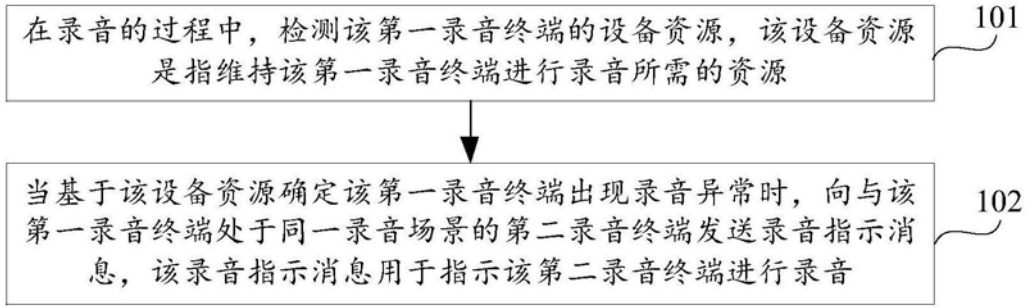 在录音的过程中，检测该第一录音终端的设备资源，该设备资源
是指维持该第一录音终端进行录音所需的资源
101
当基于该设备资源确定该第一录音终端出现录音异常时，向与该
第一录音终端处于同一录音场景的第二录音终端发送录音指示消
息，该录音指示消息用于指示该第二录音终端进行录音
102